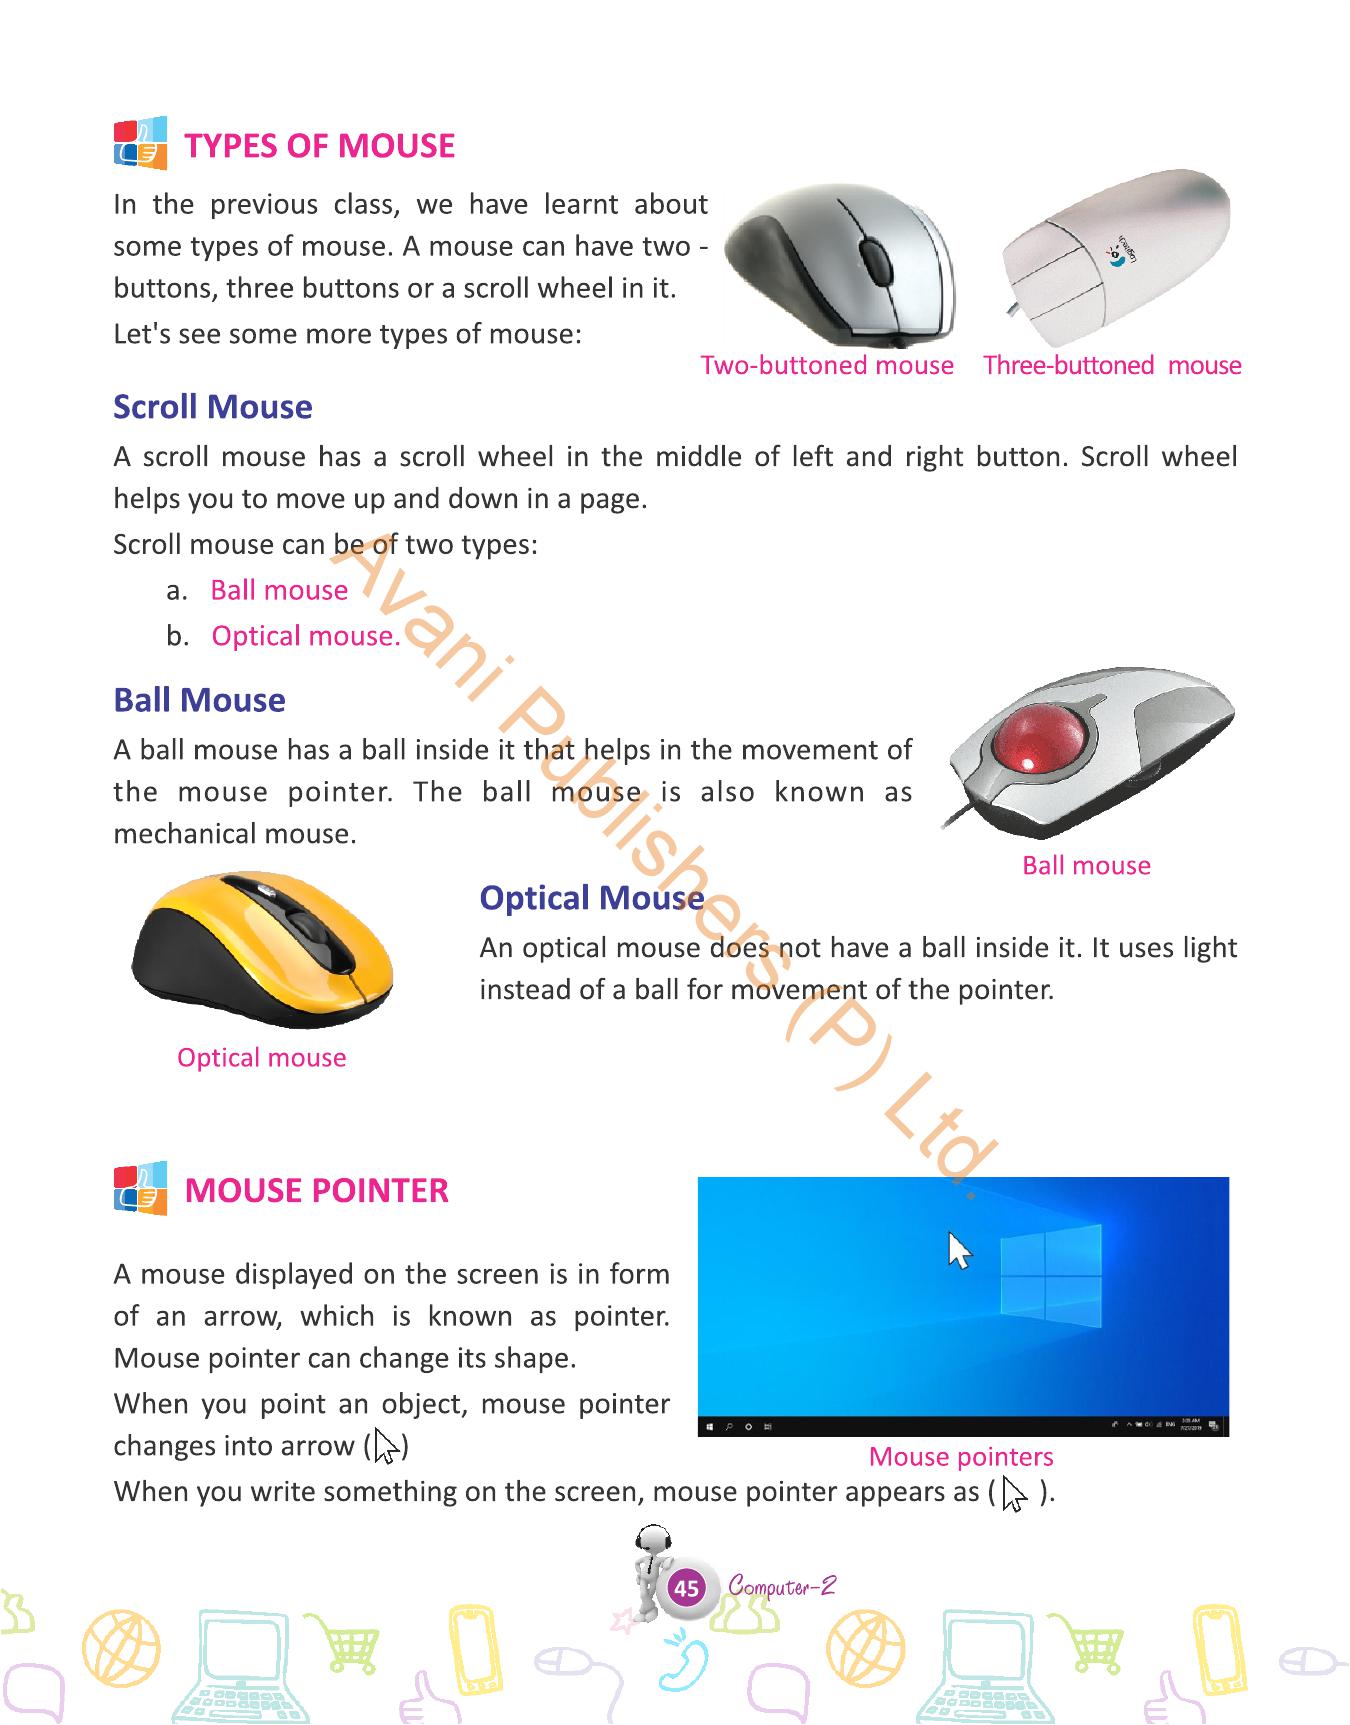 TYPES OF MOUSE
In the previous class, we have learnt about
some types of mouse. A mouse can have two -
buttons, three buttons or a scroll wheel in it.
Let's see some more types of mouse:
Logitech
Two-buttoned mouse
Three-buttoned mouse
Scroll Mouse
A scroll mouse has a scroll wheel in the middle of left and right button. Scroll wheel
helps you to move up and down in a page.
Scroll mouse can be of two types:
a. Ball mouse
b. Optical mouse.
Ball Mouse
A ball mouse has a ball inside it that helps in the movement of
the mouse pointer. The ball mouse is also known as
mechanical mouse.
Ball mouse
Optical Mouse
An optical mouse does not have a ball inside it. It uses light
instead of a ball for movement of the pointer.
Optical mouse
Avani Publishers (P) Ltd.
MOUSE POINTER
A mouse displayed on the screen is in form
of an arrow, which is known as pointer.
Mouse pointer can change its shape.
When you point an object, mouse pointer
changes into arrow ( )
ENG
Mouse pointers
When you write something on the screen, mouse pointer appears as ( ).
45 Computer-2